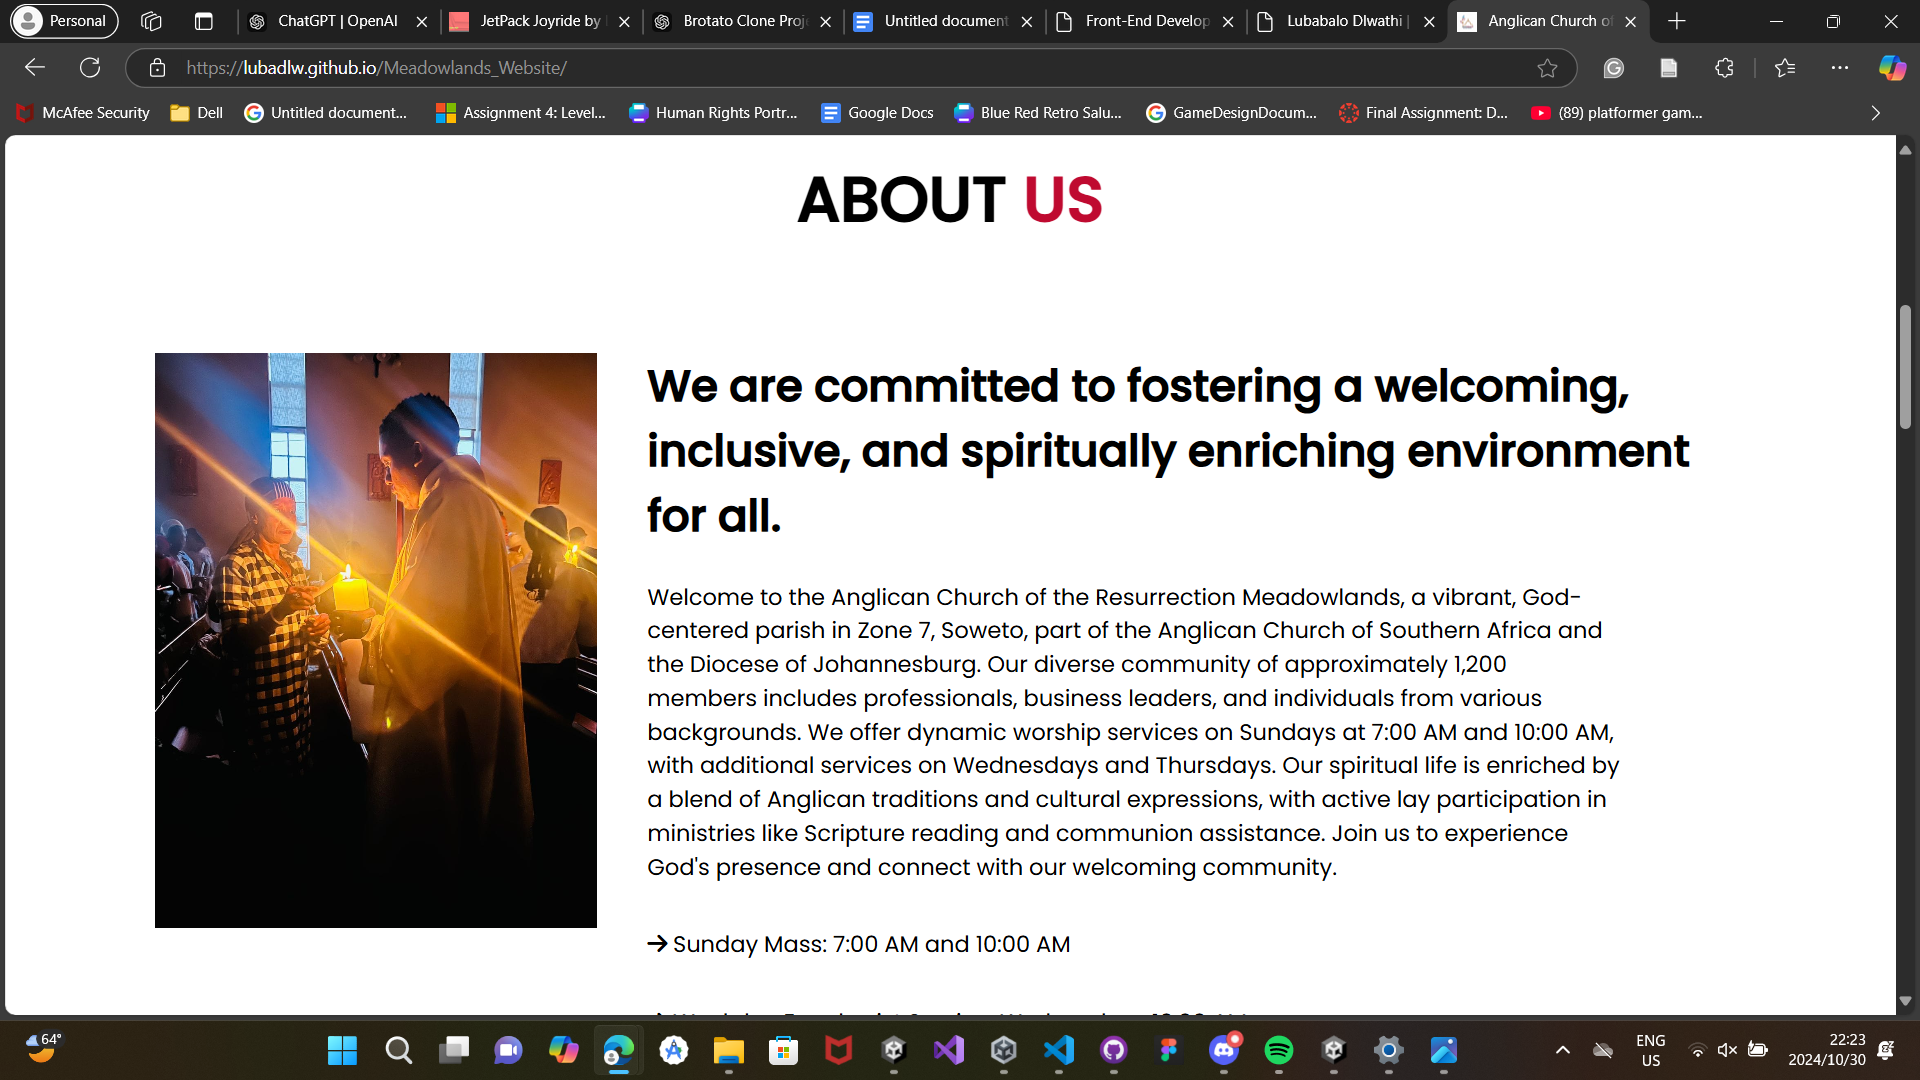 Personal
ChatGPT | OpenAI
JetPack Joyride by
Brotato Clone Proj
Untitled document
Front-End Develop
Lubabalo Dlwathi |
Anglican Church of
https://lubadlw.github.io/Meadowlands_Website/
McAfee Security
Dell
Untitled document...
Assignment 4: Level...
Human Rights Portr...
Google Docs
Blue Red Retro Salu...
GameDesignDocum...
Final Assignment: D...
(89) platformer gam...
ABOUT US
We are committed to fostering a welcoming,
inclusive, and spiritually enriching environment
for all.
Welcome to the Anglican Church of the Resurrection Meadowlands, a vibrant, God-
centered parish in Zone 7, Soweto, part of the Anglican Church of Southern Africa and
the Diocese of Johannesburg. Our diverse community of approximately 1,200
members includes professionals, business leaders, and individuals from various
backgrounds. We offer dynamic worship services on Sundays at 7:00 AM and 10:00 AM,
with additional services on Wednesdays and Thursdays. Our spiritual life is enriched by
a blend of Anglican traditions and cultural expressions, with active lay participation in
ministries like Scripture reading and communion assistance. Join us to experience
God's presence and connect with our welcoming community.
→ Sunday Mass: 7:00 AM and 10:00 AM
64°
ENG
US
22:23
2024/10/30